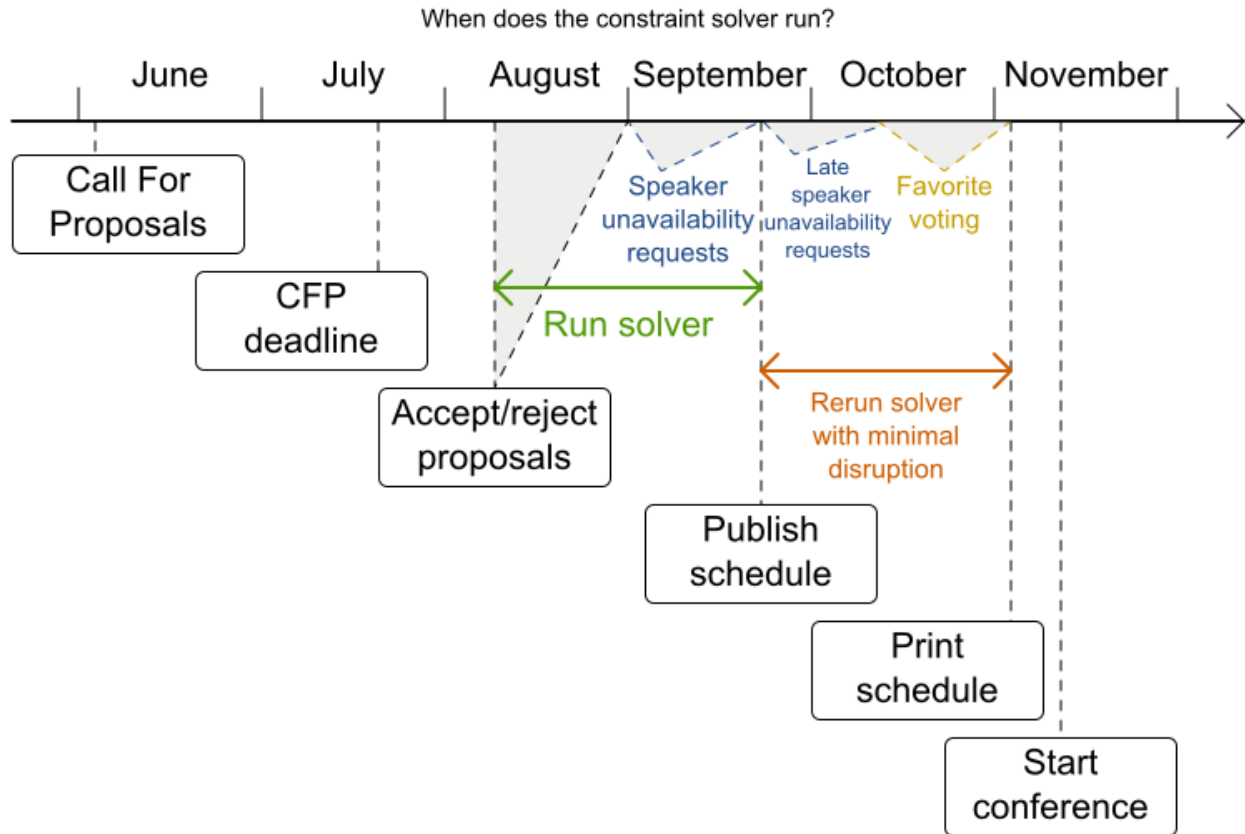 When does the constraint solver run?
June
July
August
September
October
November
Call For
Proposals
CFP
deadline
Accept/reject
proposals
Speaker
unavailability
requests
Late
speaker
unavailability
requests
Favorite
voting
Run solver
Rerun solver
with minimal
disruption
Publish
schedule
Print
schedule
Start
conference